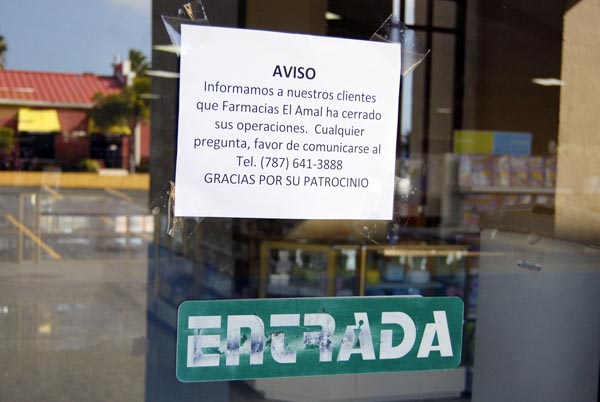 AVISO
Informamos a nuestros clientes
que Farmacias El Amal ha cerrado
sus operaciones. Cualquier
pregunta, favor de comunicarse al
Tel. (787) 641-3888
GRACIAS POR SU PATROCINIO
ENTRADA